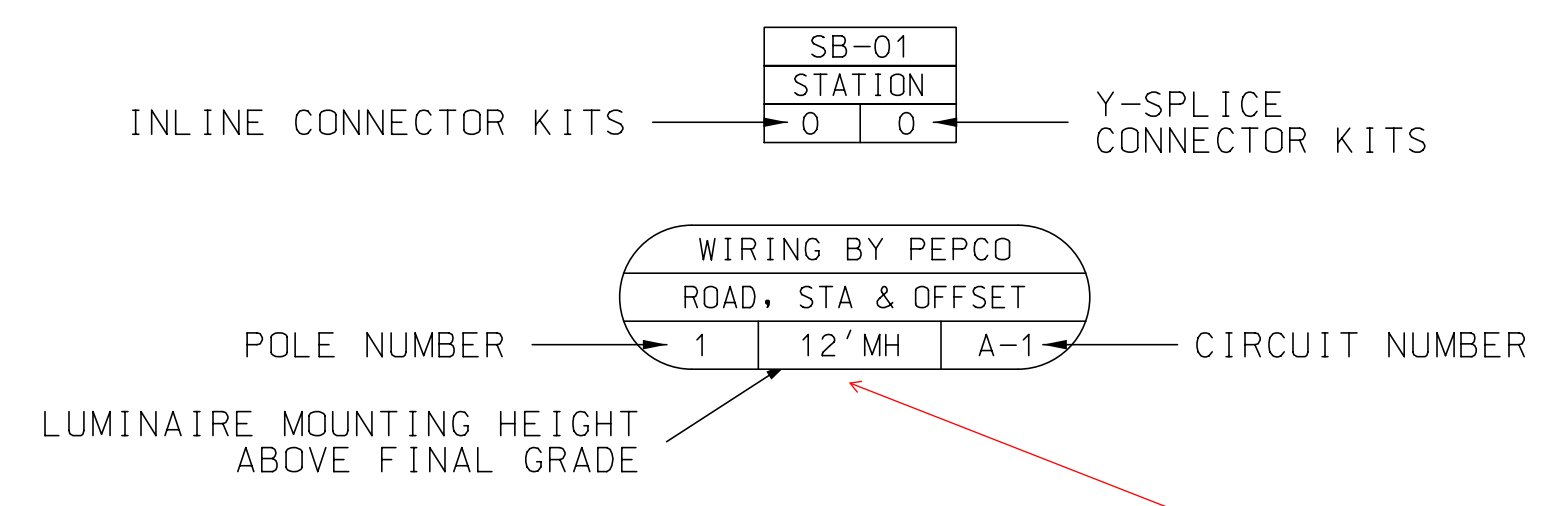 SB-01
STATION
INLINE CONNECTOR KITS
0 0
Y-SPLICE
CONNECTOR KITS
WIRING BY PEPCO
ROAD, STA & OFFSET
POLE NUMBER
1 12'MH A-1
CIRCUIT NUMBER
LUMINAIRE MOUNTING HEIGHT
ABOVE FINAL GRADE